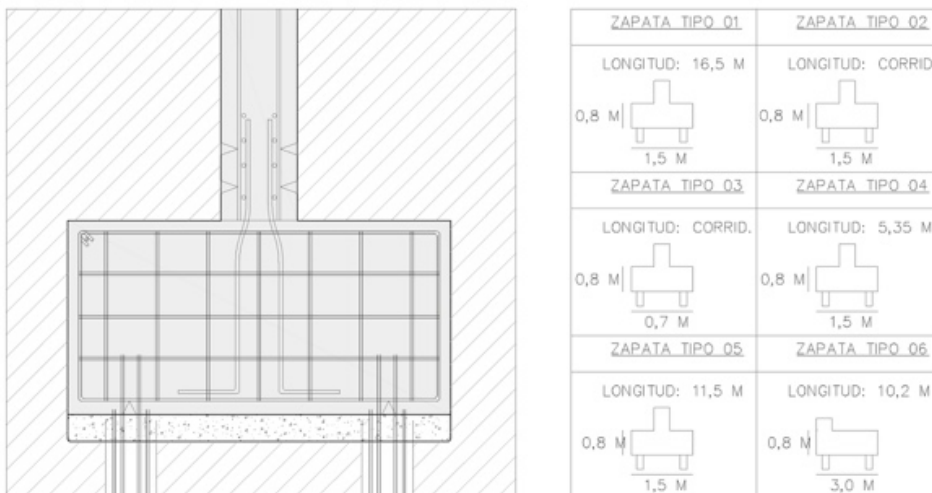 ZAPATA TIPO 01
LONGITUD: 16,5 M
0,8 M
1,5 M
ZAPATA TIPO 02
LONGITUD: CORRID
0,8 M
1,5 M
ZAPATA TIPO 03
LONGITUD: CORRID.
0,8 M
0,7 M
ZAPATA TIPO 04
LONGITUD: 5,35 M
0,8 M
1,5 M
ZAPATA TIPO 05
LONGITUD: 11,5 M
0,8 M
1,5 M
ZAPATA TIPO 06
LONGITUD: 10,2 M
0,8 M
3,0 M